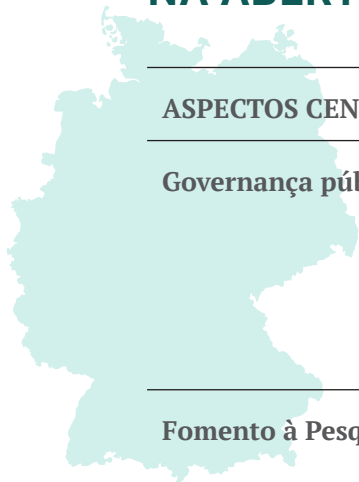 NA ABERT
ASPECTOS CEN
Governança púb
Fomento à Pesq